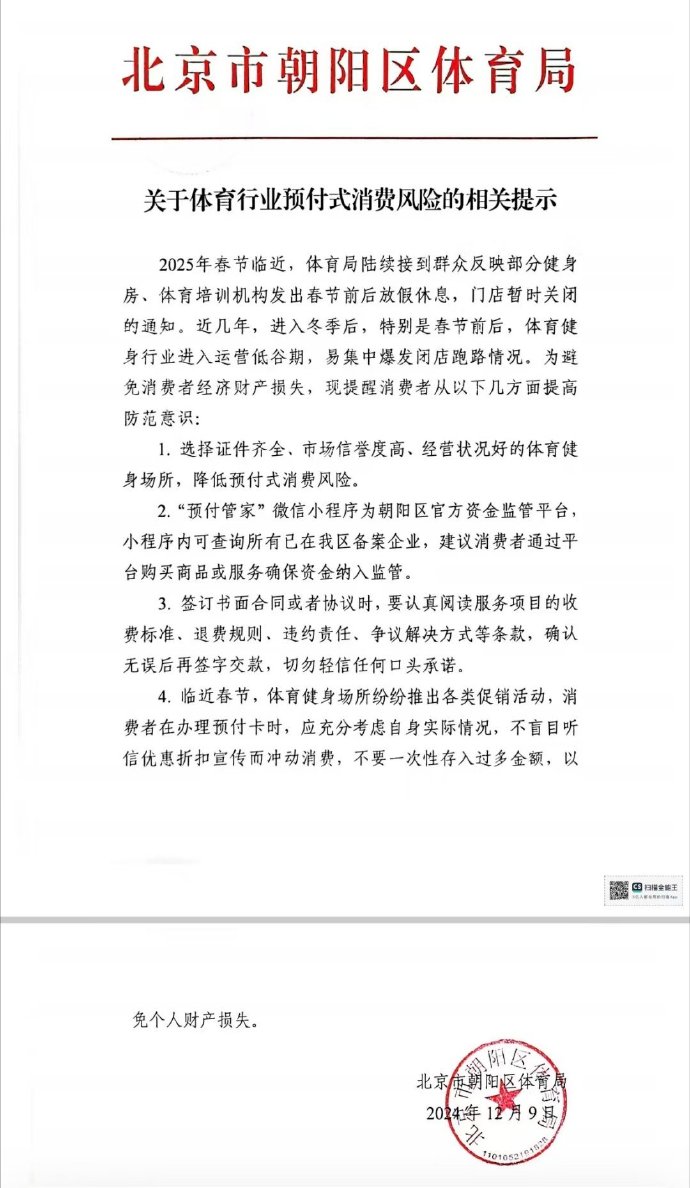 北京市朝阳区体育局
关于体育行业预付式消费风险的相关提示
2025年春节临近，体育局陆续接到群众反映部分健身
房、体育培训机构发出春节前后放假休息，门店暂时关闭
的通知。近几年，进入冬季后，特别是春节前后，体育健
身行业进入运营低谷期，易集中爆发闭店跑路情况。为避
免消费者经济财产损失，现提醒消费者从以下几方面提高
防范意识：
1. 选择证件齐全、市场信誉度高、经营状况好的体育健
身场所，降低预付式消费风险。
2. “预付管家”微信小程序为朝阳区官方资金监管平台，
小程序内可查询所有已在我区备案企业，建议消费者通过平
台购买商品或服务确保资金纳入监管。
3. 签订书面合同或者协议时，要认真阅读服务项目的收
费标准、退费规则、违约责任、争议解决方式等条款，确认
无误后再签字交款，切勿轻信任何口头承诺。
4. 临近春节，体育健身场所纷纷推出各类促销活动，消
费者在办理预付卡时，应充分考虑自身实际情况，不盲目听
信优惠折扣宣传而冲动消费，不要一次性存入过多金额，以
CS 扫描全能王
免个人财产损失。
北京市朝阳区体育局
2024年12月9日
北京市朝阳区体育局